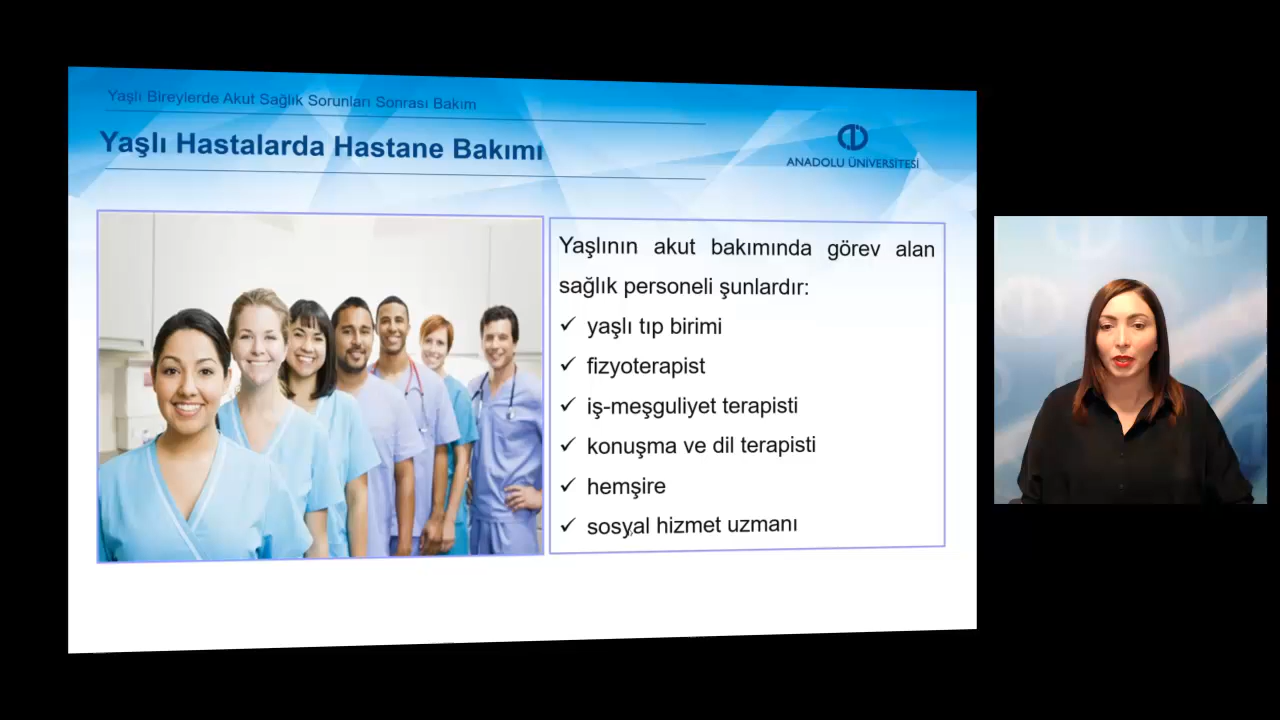 Yaşlı Bireylerde Akut Sağlık Sorunları Sonrası Bakım
Yaşlı Hastalarda Hastane Bakımı
ANADOLU ÜNİVERSİTESİ
Yaşlının akut bakımında görev alan
sağlık personeli şunlardır:
✓ yaşlı tıp birimi
✓ fizyoterapist
✓ iş-meşguliyet terapisti
✓ konuşma ve dil terapisti
✓ hemşire
✓ sosyal hizmet uzmanı